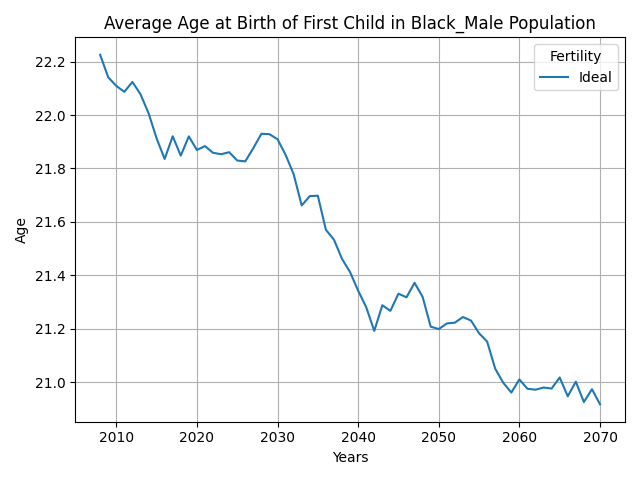 Average Age at Birth of First Child in Black_Male Population
Fertility
Ideal
22.2
22.0
21.8
21.6
21.4
21.2
21.0
Age
2010 2020 2030 2040 2050 2060 2070
Years